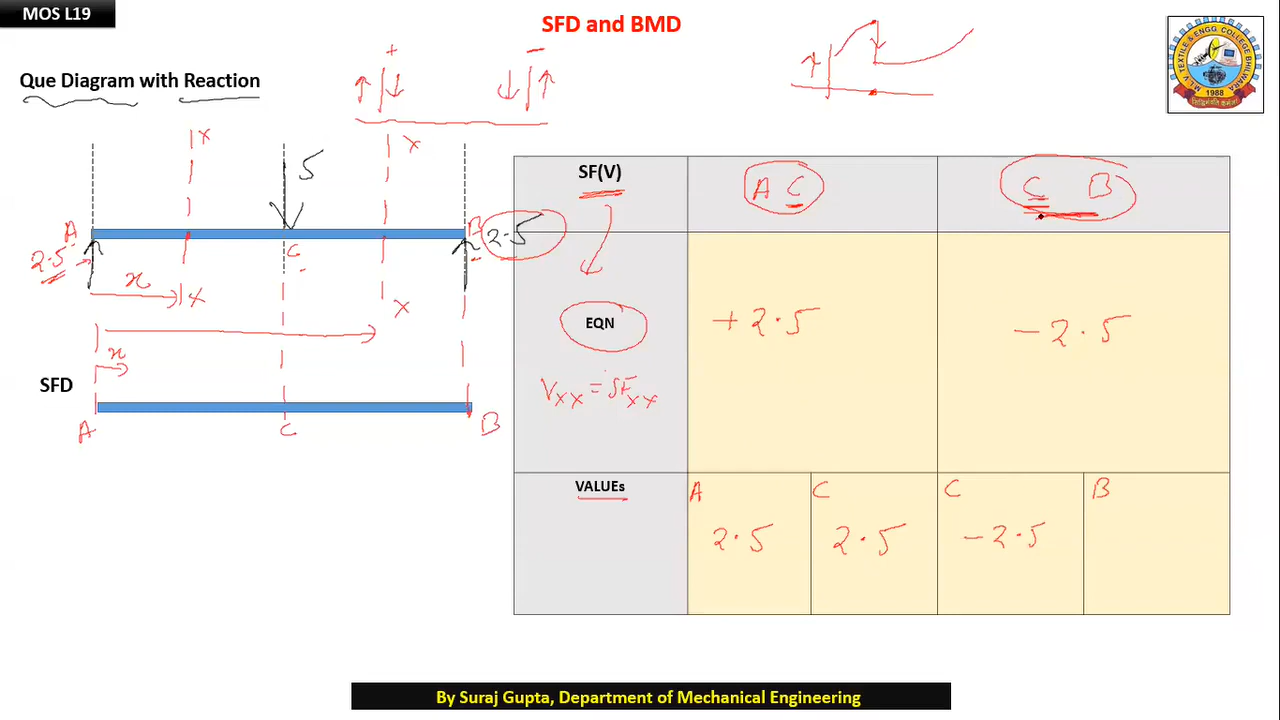 MOS L19
SFD and BMD
Que Diagram with Reaction
+
-
x
x
5
A
B
2.5
2.5
C
x
x
x
x
SFD
A
C
B
SF(V)
A C
C B
EQN
+2.5
-2.5
Vxx = SFxx
VALUEs
A
C
C
B
2.5
2.5
-2.5
1988
By Suraj Gupta, Department of Mechanical Engineering